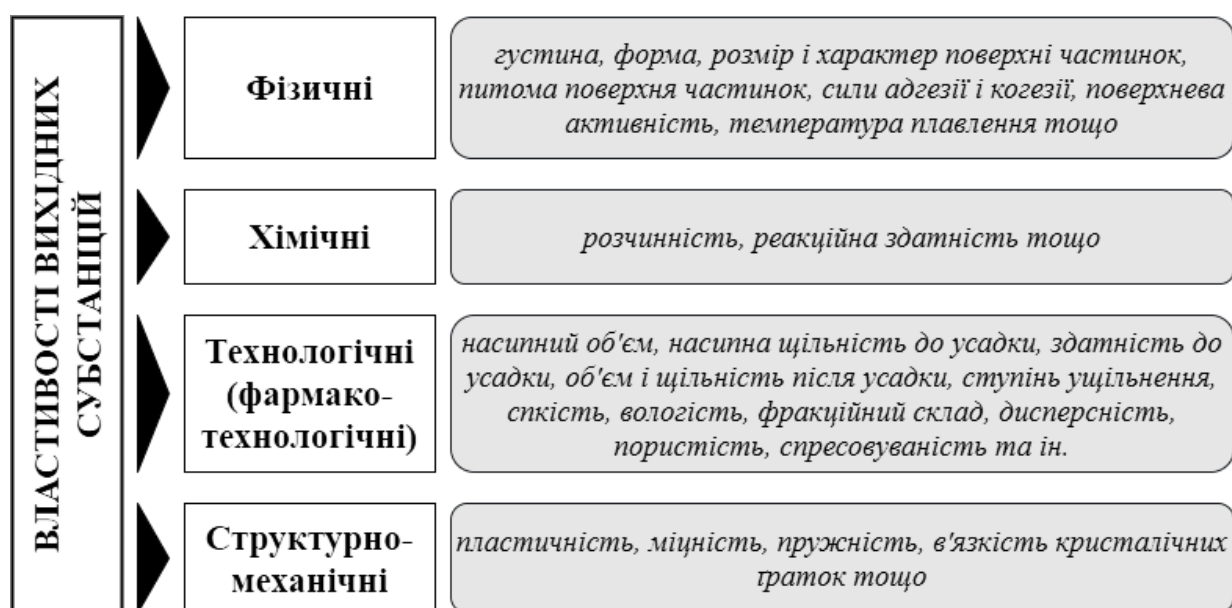 ВЛАСТИВОСТІ ВИХІДНИХ
СУБСТАНЦІЙ
Фізичні
густина, форма, розмір і характер поверхні частинок,
питома поверхня частинок, сили адгезії і когезії, поверхнева
активність, температура плавлення тощо
Хімічні
розчинність, реакційна здатність тощо
Технологічні
(фармако-
технологічні)
насипний об'єм, насипна щільність до усадки, здатність до
усадки, об'єм і щільність після усадки, ступінь ущільнення,
спкість, вологість, фракційний склад, дисперсність,
пористість, спресовуваність та ін.
Структурно-
механічні
пластичність, міцність, пружність, в'язкість кристалічних
ґраток тощо